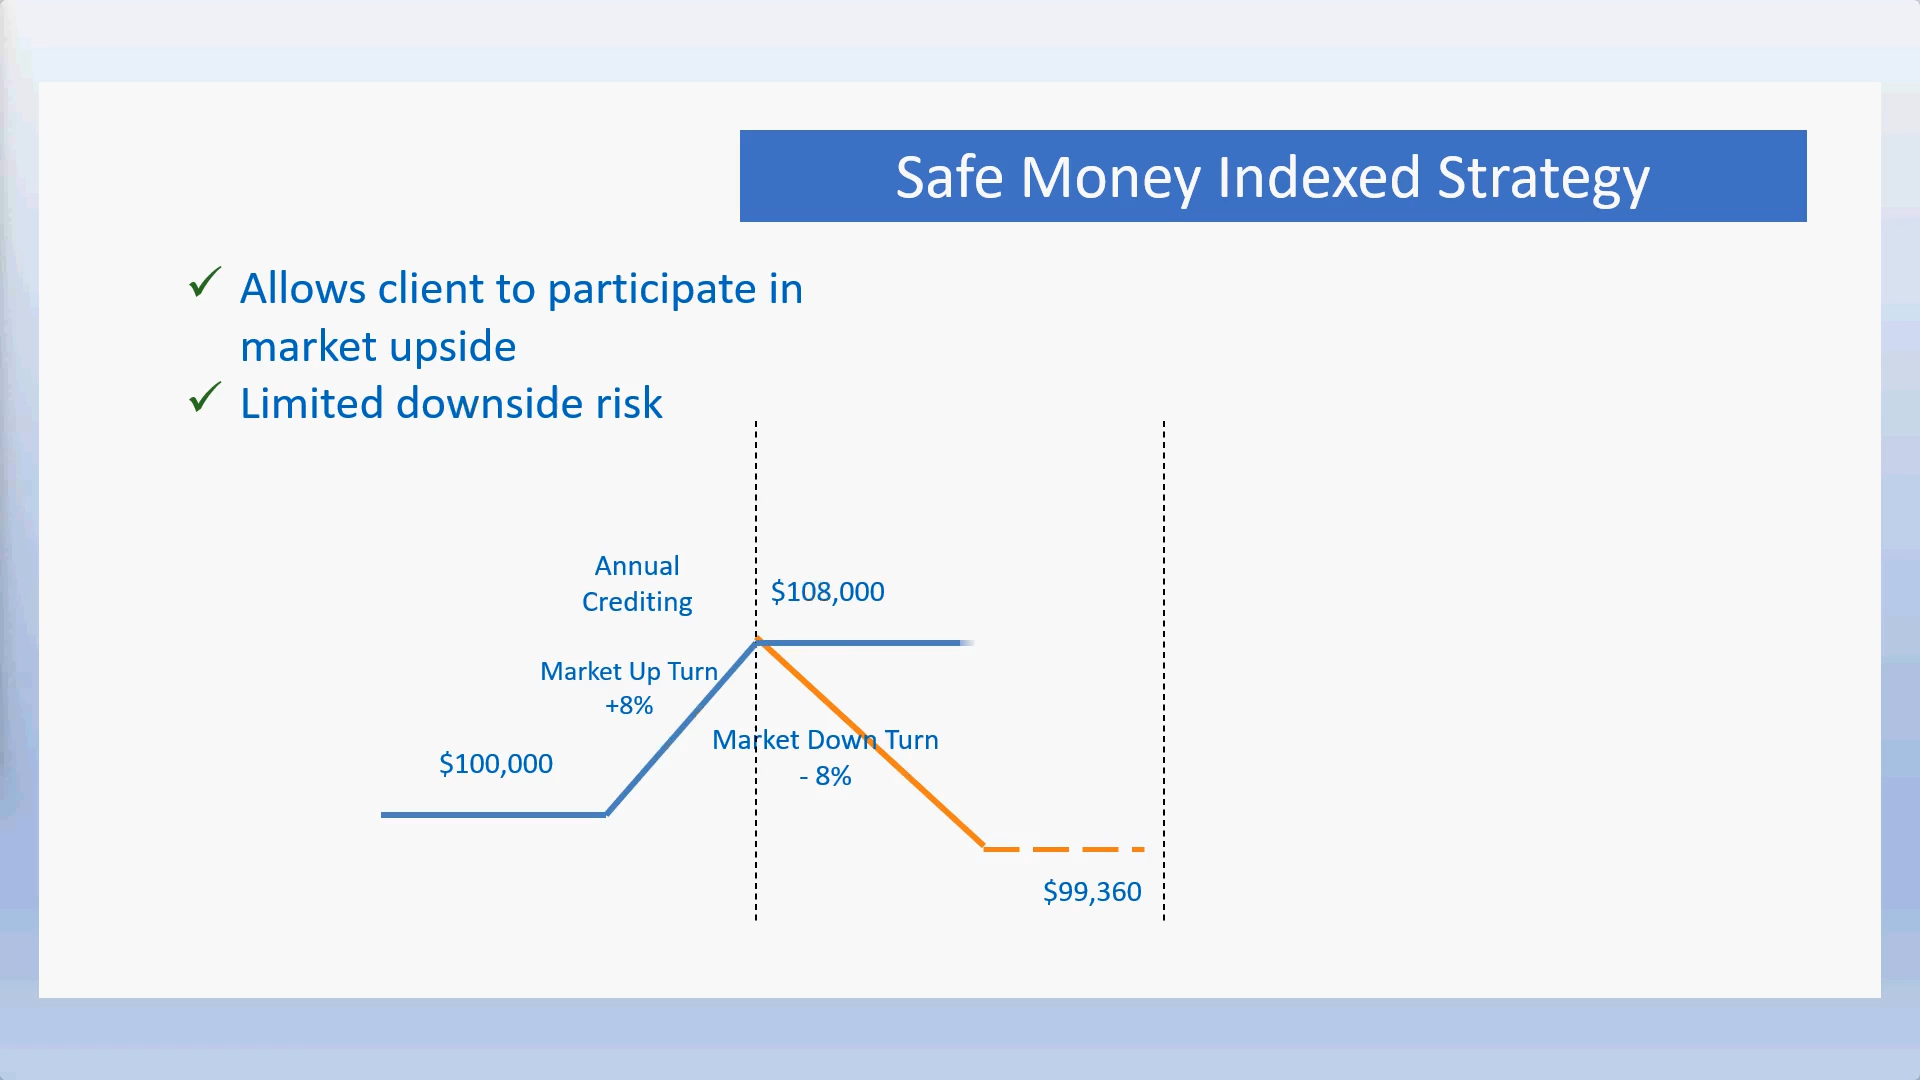 Safe Money Indexed Strategy
Allows client to participate in
market upside
Limited downside risk
Annual
Crediting
$108,000
Market Up Turn
+8%
Market Down Turn
- 8%
$100,000
$99,360